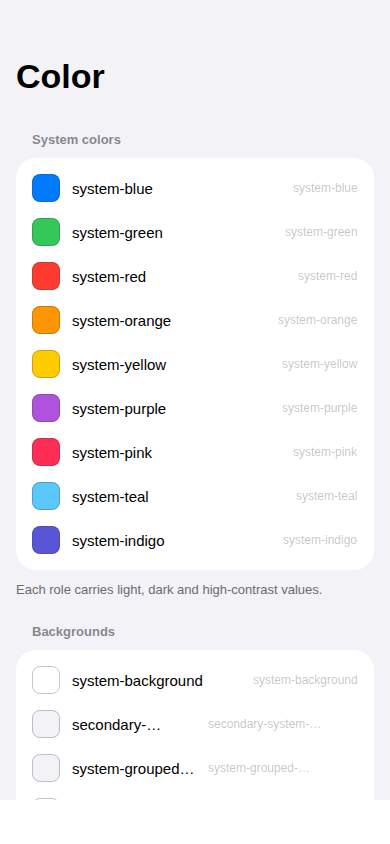 Color
System colors
system-blue system-blue
system-green system-green
system-red system-red
system-orange system-orange
system-yellow system-yellow
system-purple system-purple
system-pink system-pink
system-teal system-teal
system-indigo system-indigo
Each role carries light, dark and high-contrast values.
Backgrounds
system-background system-background
secondary-… secondary-system-…
system-grouped… system-grouped-…